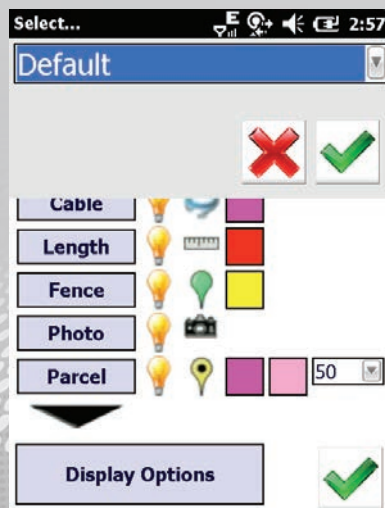 Select... E 2:57
Default
Cable
Length
Fence
Photo
Parcel 50
Display Options